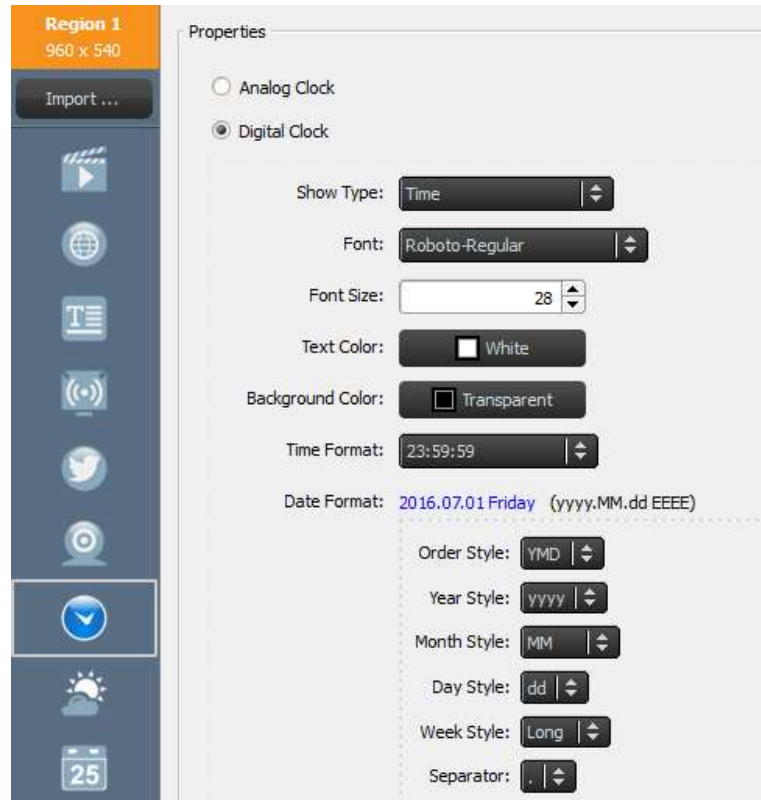 Region 1
960 x 540
Import ...
T
25
Properties
Analog Clock
Digital Clock
Show Type: Time
Font: Roboto-Regular
Font Size: 28
Text Color: White
Background Color: Transparent
Time Format: 23:59:59
Date Format: 2016.07.01 Friday (yyyy.MM.dd EEEE)
Order Style: YMD
Year Style: yyyy
Month Style: MM
Day Style: dd
Week Style: Long
Separator: .